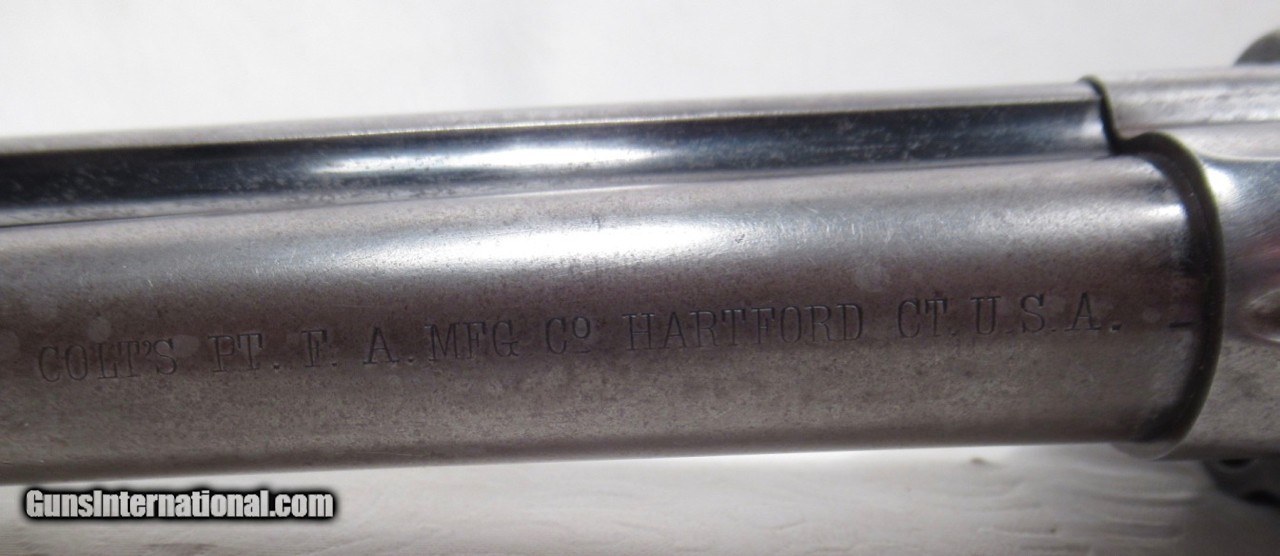 COLT'S PT. F. A. MFG Co HARTFORD CT. U.S.A.
GunsInternational.com